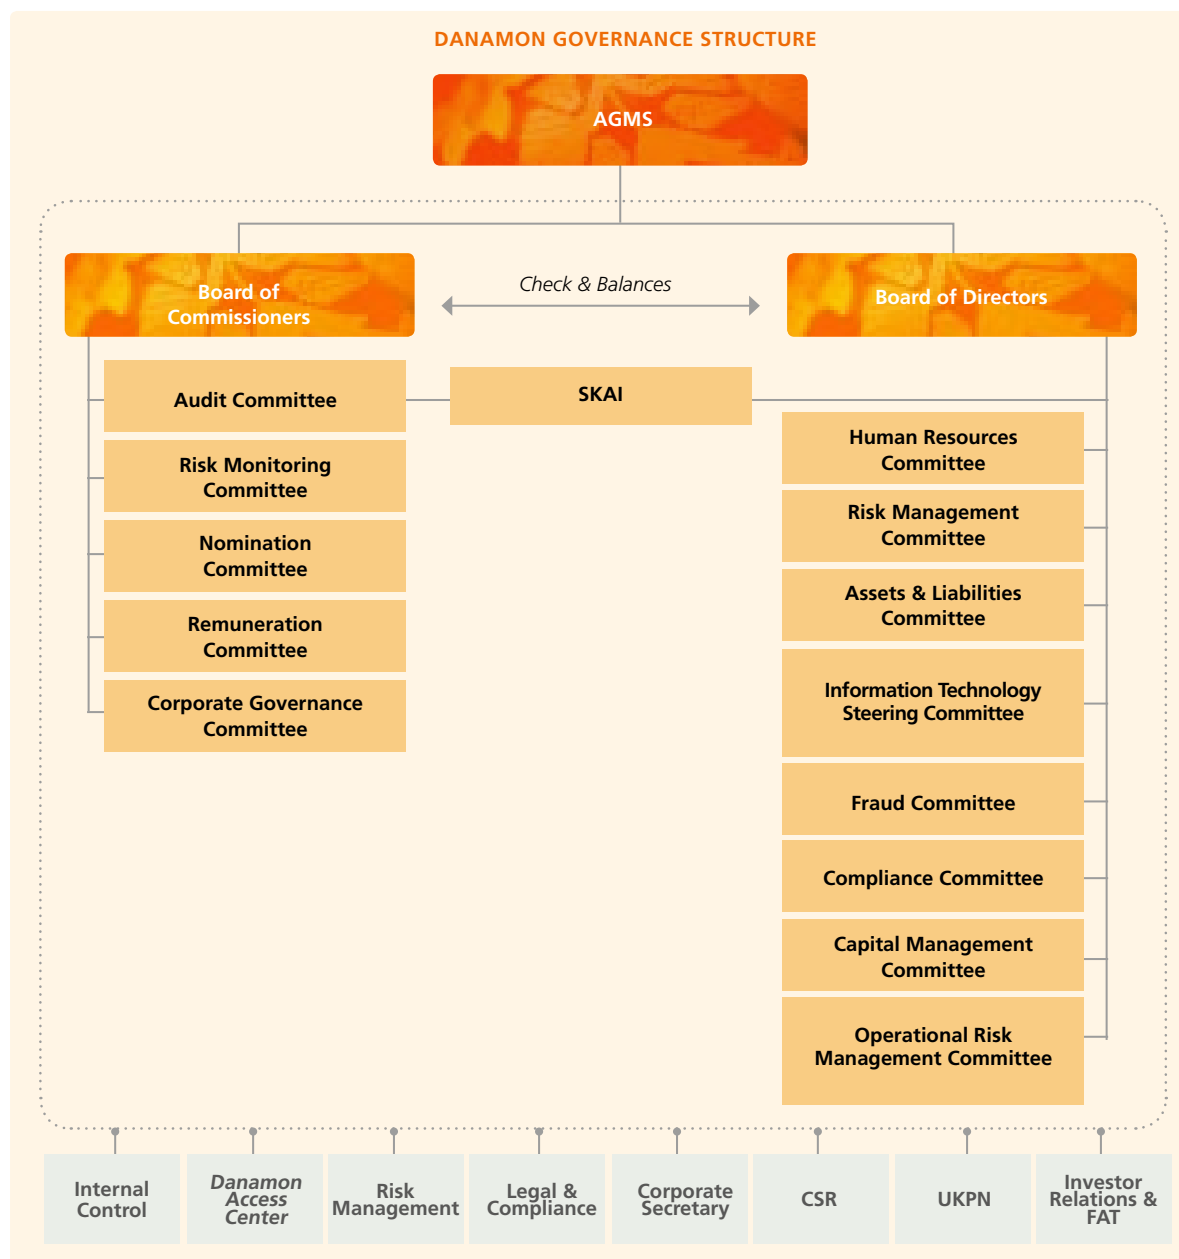 DANAMON GOVERNANCE STRUCTURE
AGMS
Board of
Commissioners
Check & Balances
Board of Directors
Audit Committee
SKAI
Risk Monitoring
Committee
Nomination
Committee
Remuneration
Committee
Corporate Governance
Committee
Human Resources
Committee
Risk Management
Committee
Assets & Liabilities
Committee
Information Technology
Steering Committee
Fraud Committee
Compliance Committee
Capital Management
Committee
Operational Risk
Management Committee
Internal
Control
Danamon
Access
Center
Risk
Management
Legal &
Compliance
Corporate
Secretary
CSR
UKPN
Investor
Relations &
FAT